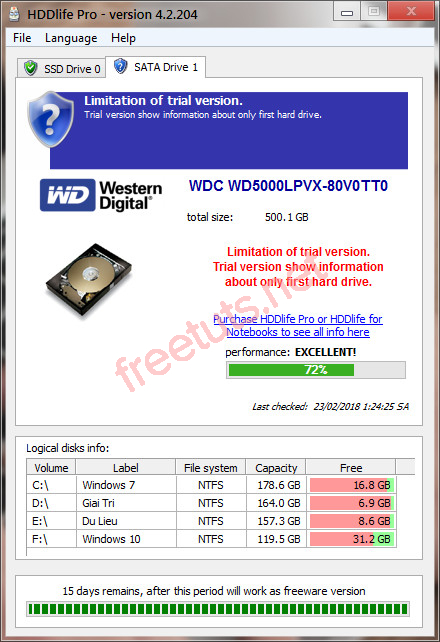 HDDlife Pro - version 4.2.204
File Language Help
SSD Drive 0 SATA Drive 1
Limitation of trial version.
Trial version show information about only first hard drive.
WD Western Digital®
WDC WD5000LPVX-80V0TT0
total size: 500.1 GB
Limitation of trial version.
Trial version show information
about only first hard drive.
Purchase HDDlife Pro or HDDlife for
Notebooks to see all info here
performance: EXCELLENT!
72%
Last checked: 23/02/2018 1:24:25 SA
freetuts.net
Logical disks info:
Volume Label File system Capacity Free
C:\ Windows 7 NTFS 178.6 GB 16.8 GB
D:\ Giai Tri NTFS 164.0 GB 6.9 GB
E:\ Du Lieu NTFS 157.3 GB 8.6 GB
F:\ Windows 10 NTFS 119.5 GB 31.2 GB
15 days remains, after this period will work as freeware version